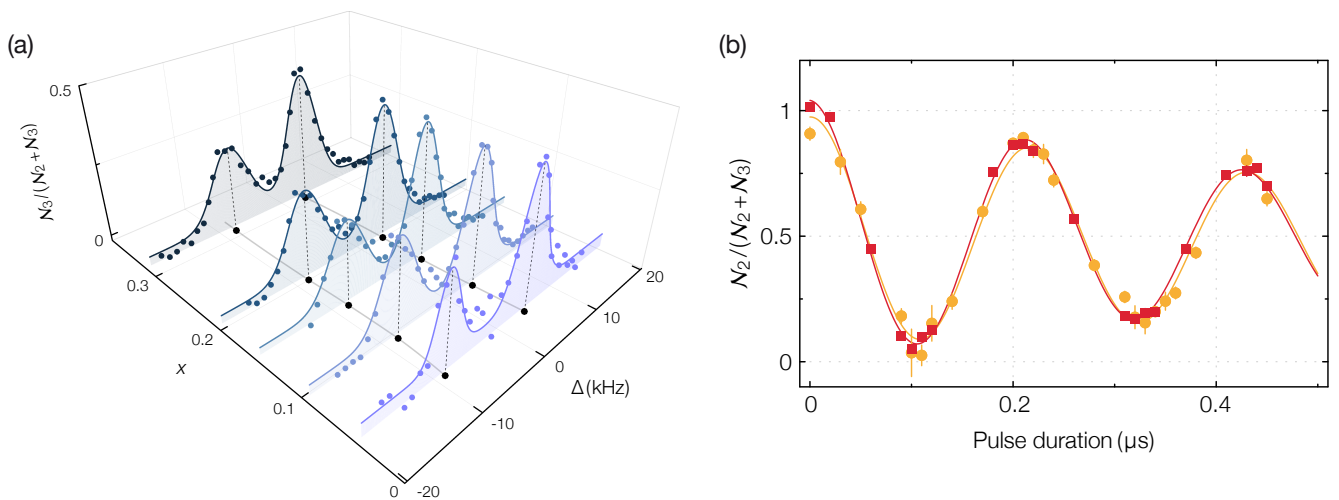 (a)
0.5
0
N₃/(N₂+N₃)
0.3
0.2
0.1
0
x
-20
-10
0
10
20
Δ(kHz)
(b)
1
0.5
0
N₂/(N₂+N₃)
0
0.2
0.4
Pulse duration (μs)